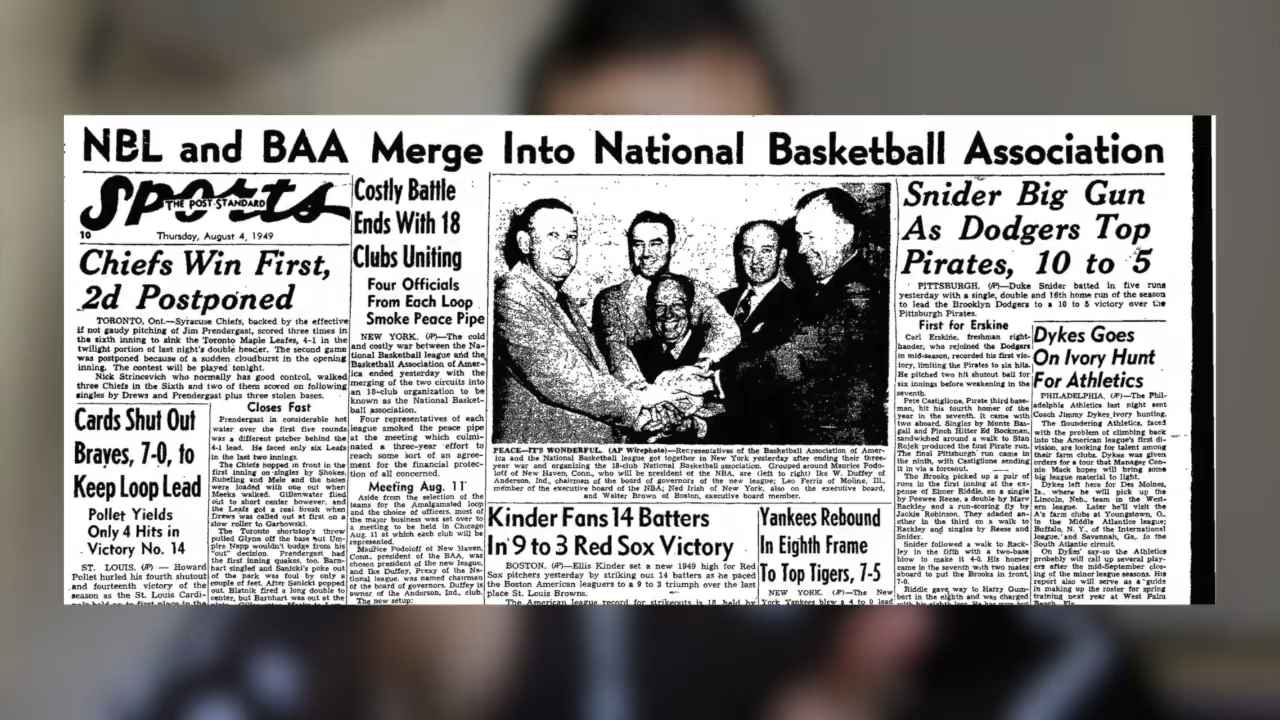 NBL and BAA Merge Into National Basketball Association
Sports
THE POST-STANDARD
10
Thursday, August 4, 1949
Chiefs Win First,
2d Postponed
TORONTO, Ont.—Syracuse Chiefs, backed by the effective
if not gaudy pitching of Jim Prendergast, scored three times in
the sixth inning to sink the Toronto Maple Leafs, 4-1 in the
twilight portion of last night's double header. The second game
was postponed because of a sudden cloudburst in the opening
inning. The contest will be played tonight.
Nick Strincevich who normally has good control, walked
three Chiefs in the Sixth and two of them scored on following
singles by Drews and Prendergast plus three stolen bases.
Cards Shut Out
Braves, 7-0, to
Keep Loop Lead
Pollet Yields
Only 4 Hits in
Victory No. 14
ST. LOUIS. (AP) — Howard
Pollet hurled his fourth shutout
and fourteenth victory of the
season as the St. Louis Cardi-
Closes Fast
Prendergast in considerable hot
water over the first five rounds
was a different pitcher behind the
4-1 lead. He faced only six Leafs
in the last two innings.
The Chiefs hopped in front in the
first inning on singles by Shokes,
Rubeling and Mele and the bases
were loaded with one out when
Meeks walked. Gillenwater flied
out to short center however, and
the Leafs got a real break when
Drews was called out at first on a
slow roller to Garbowski.
The Toronto shortstop's throw
pulled Glynn off the base but Um-
pire Napp wouldn't budge from his
"out" decision. Prendergast had
the first inning quakes, too. Barn-
hart singled and Sanicki's poke out
of the park was foul by only a
couple of feet. After Sanicki popped
out, Blatnik fired a long double to
center, but Barnhart was out at the
Costly Battle
Ends With 18
Clubs Uniting
Four Officials
From Each Loop
Smoke Peace Pipe
NEW YORK. (AP)—The cold
and costly war between the Na-
tional Basketball league and the
Basketball Association of Amer-
ica ended yesterday with the
merging of the two circuits into
an 18-club organization to be
known as the National Basket-
ball association.
Four representatives of each
league smoked the peace pipe
at the meeting which culmi-
nated a three-year effort to
reach some sort of an agree-
ment for the financial protec-
tion of all concerned.
Meeting Aug. 11
Aside from the selection of the
teams for the Amalgamated loop
and the choice of officers, most of
the major business was set over to
a meeting to be held in Chicago
Aug. 11 at which each club will be
represented.
Maurice Podoloff of New Haven,
Conn., president of the BAA, was
chosen president of the new league,
and Ike Duffey, Prexy of the Na-
tional league, was named chairman
of the board of governors. Duffey is
owner of the Anderson, Ind., club.
The new setup:
PEACE—IT'S WONDERFUL. (AP Wirephoto)—Representatives of the Basketball Association of Amer-
ica and the National Basketball league got together in New York yesterday after ending their three-
year war and organizing the 18-club National Basketball association. Grouped around Maurice Podo-
loff of New Haven, Conn., who will be president of the NBA, are (left to right) Ike W. Duffey of
Anderson, Ind., chairman of the board of governors of the new league; Leo Ferris of Moline, Ill.,
member of the executive board of the NBA; Ned Irish of New York, also on the executive board,
and Walter Brown of Boston, executive board member.
Kinder Fans 14 Batters
In 9 to 3 Red Sox Victory
BOSTON. (AP)—Ellis Kinder set a new 1949 high for Red
Sox pitchers yesterday by striking out 14 batters as he paced
the Boston American leaguers to a 9 to 3 triumph over the last
place St. Louis Browns.
The American league record for strikeouts is 18 held by
Yankees Rebound
In Eighth Frame
To Top Tigers, 7-5
NEW YORK. (AP)—The New
York Yankees blew a 4 to 0 lead
Snider Big Gun
As Dodgers Top
Pirates, 10 to 5
PITTSBURGH. (AP)—Duke Snider batted in five runs
yesterday with a single, double and 16th home run of the season
to lead the Brooklyn Dodgers to a 10 to 5 victory over the
Pittsburgh Pirates.
First for Erskine
Carl Erskine, freshman right-
hander, who rejoined the Dodgers
in mid-season, recorded his first vic-
tory, limiting the Pirates to six hits.
He pitched two hit shutout ball for
six innings before weakening in the
seventh.
Pete Castiglione, Pirate third base-
man, hit his fourth homer of the
year in the seventh. It came with
two aboard. Singles by Monte Bas-
gall and Pinch Hitter Ed Bockman,
sandwiched around a walk to Stan
Rojek produced the first Pirate run.
The final Pittsburgh run came in
the ninth, with Castiglione sending
it in via a forceout.
The Brooks picked up a pair of
runs in the first inning at the ex-
pense of Elmer Riddle, on a single
by Peewee Reese, a double by Marv
Rackley and a run-scoring fly by
Jackie Robinson. They added an-
other in the third on a walk to
Rackley and singles by Reese and
Snider.
Snider followed a walk to Rack-
ley in the fifth with a two-base
blow to make it 4-0. His homer
came in the seventh with two mates
aboard to put the Brooks in front,
7-0.
Riddle gave way to Harry Gum-
bert in the eighth and was charged
Dykes Goes
On Ivory Hunt
For Athletics
PHILADELPHIA. (AP)—The Phil-
adelphia Athletics last night sent
Coach Jimmy Dykes ivory hunting.
The floundering Athletics, faced
with the problem of climbing back
into the American league's first di-
vision, are looking for talent among
their farm clubs. Dykes was given
orders for a tour that Manager Con-
nie Mack hopes will bring some
big league material to light.
Dykes left here for Des Moines,
Ia., where he will pick up the
Lincoln, Neb., team in the West-
ern league. Later he'll visit the
A's farm clubs at Youngstown, O.,
in the Middle Atlantic league;
Buffalo, N. Y., of the International
league, and Savannah, Ga., fo the
South Atlantic circuit.
On Dykes' say-so the Athletics
probably will call up several play-
ers after the mid-September clos-
ing of the minor league seasons. His
report also will serve as a guide
in making up the roster for spring
training next year at West Palm
Beach, Fla.